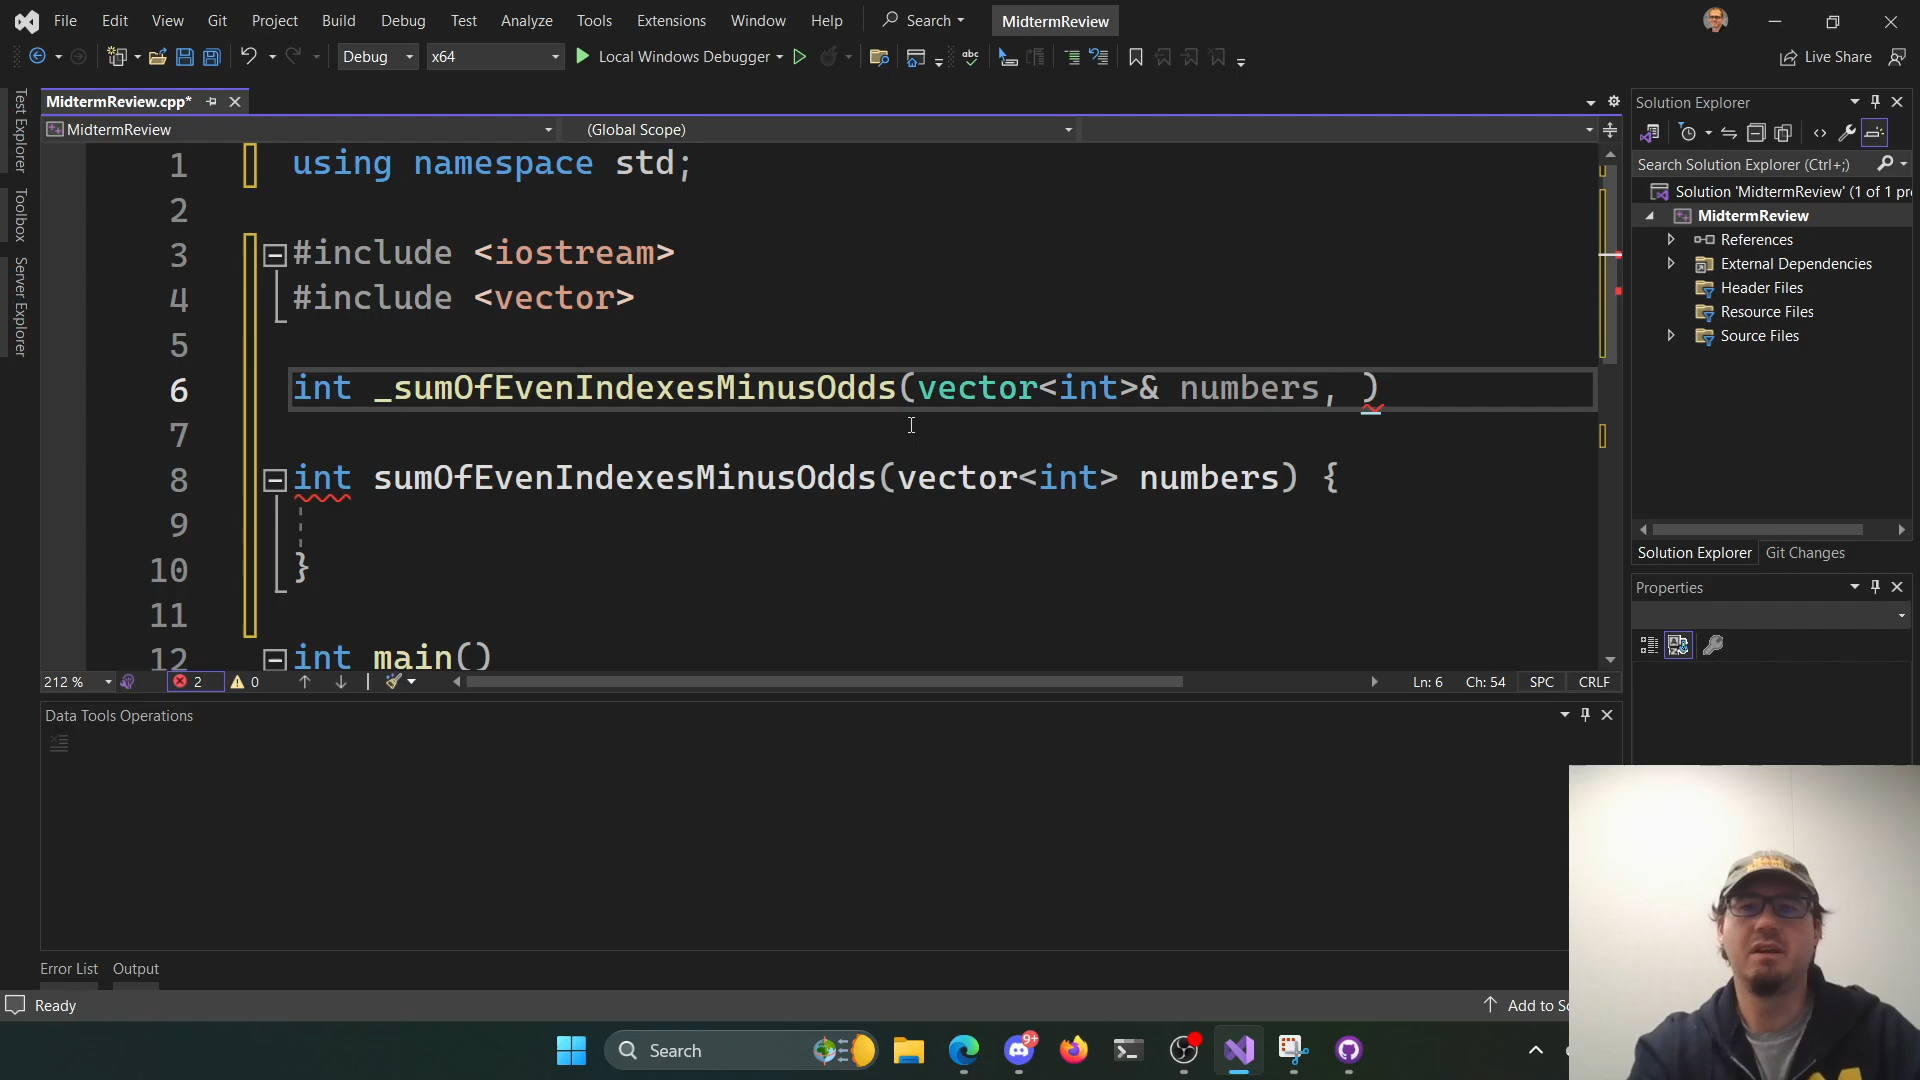 File Edit View Git Project Build Debug Test Analyze Tools Extensions Window Help Search MidtermReview
Debug x64 Local Windows Debugger Live Share
Test Explorer
Toolbox
Server Explorer
MidtermReview.cpp*
MidtermReview (Global Scope)
1 using namespace std;
2
3 #include <iostream>
4 #include <vector>
5
6 int _sumOfEvenIndexesMinusOdds(vector<int>& numbers, )
7
8 int sumOfEvenIndexesMinusOdds(vector<int> numbers) {
9
10 }
11
12 int main()
212 % 2 0 Ln: 6 Ch: 54 SPC CRLF
Data Tools Operations
Error List Output
Ready Add to So
Solution Explorer
Search Solution Explorer (Ctrl+;)
Solution 'MidtermReview' (1 of 1 pr
MidtermReview
References
External Dependencies
Header Files
Resource Files
Source Files
Solution Explorer Git Changes
Properties
Search 9+